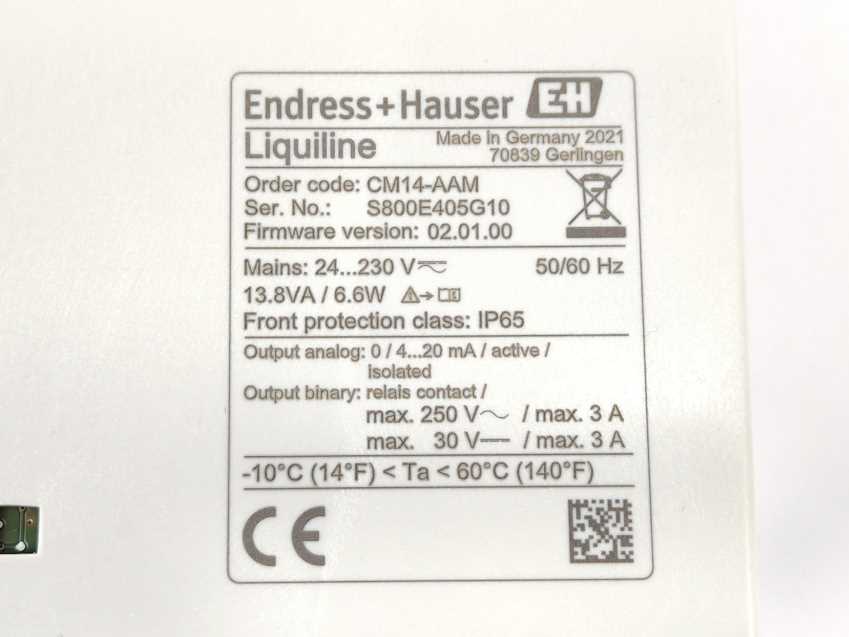 Endress+Hauser EH
Liquiline
Made in Germany 2021
70839 Gerlingen
Order code: CM14-AAM
Ser. No.: S800E405G10
Firmware version: 02.01.00
Mains: 24...230 V 50/60 Hz
13.8VA / 6.6W
Front protection class: IP65
Output analog: 0 / 4...20 mA / active /
isolated
Output binary: relais contact /
max. 250 V / max. 3 A
max. 30 V / max. 3 A
-10°C (14°F) < Ta < 60°C (140°F)
CE